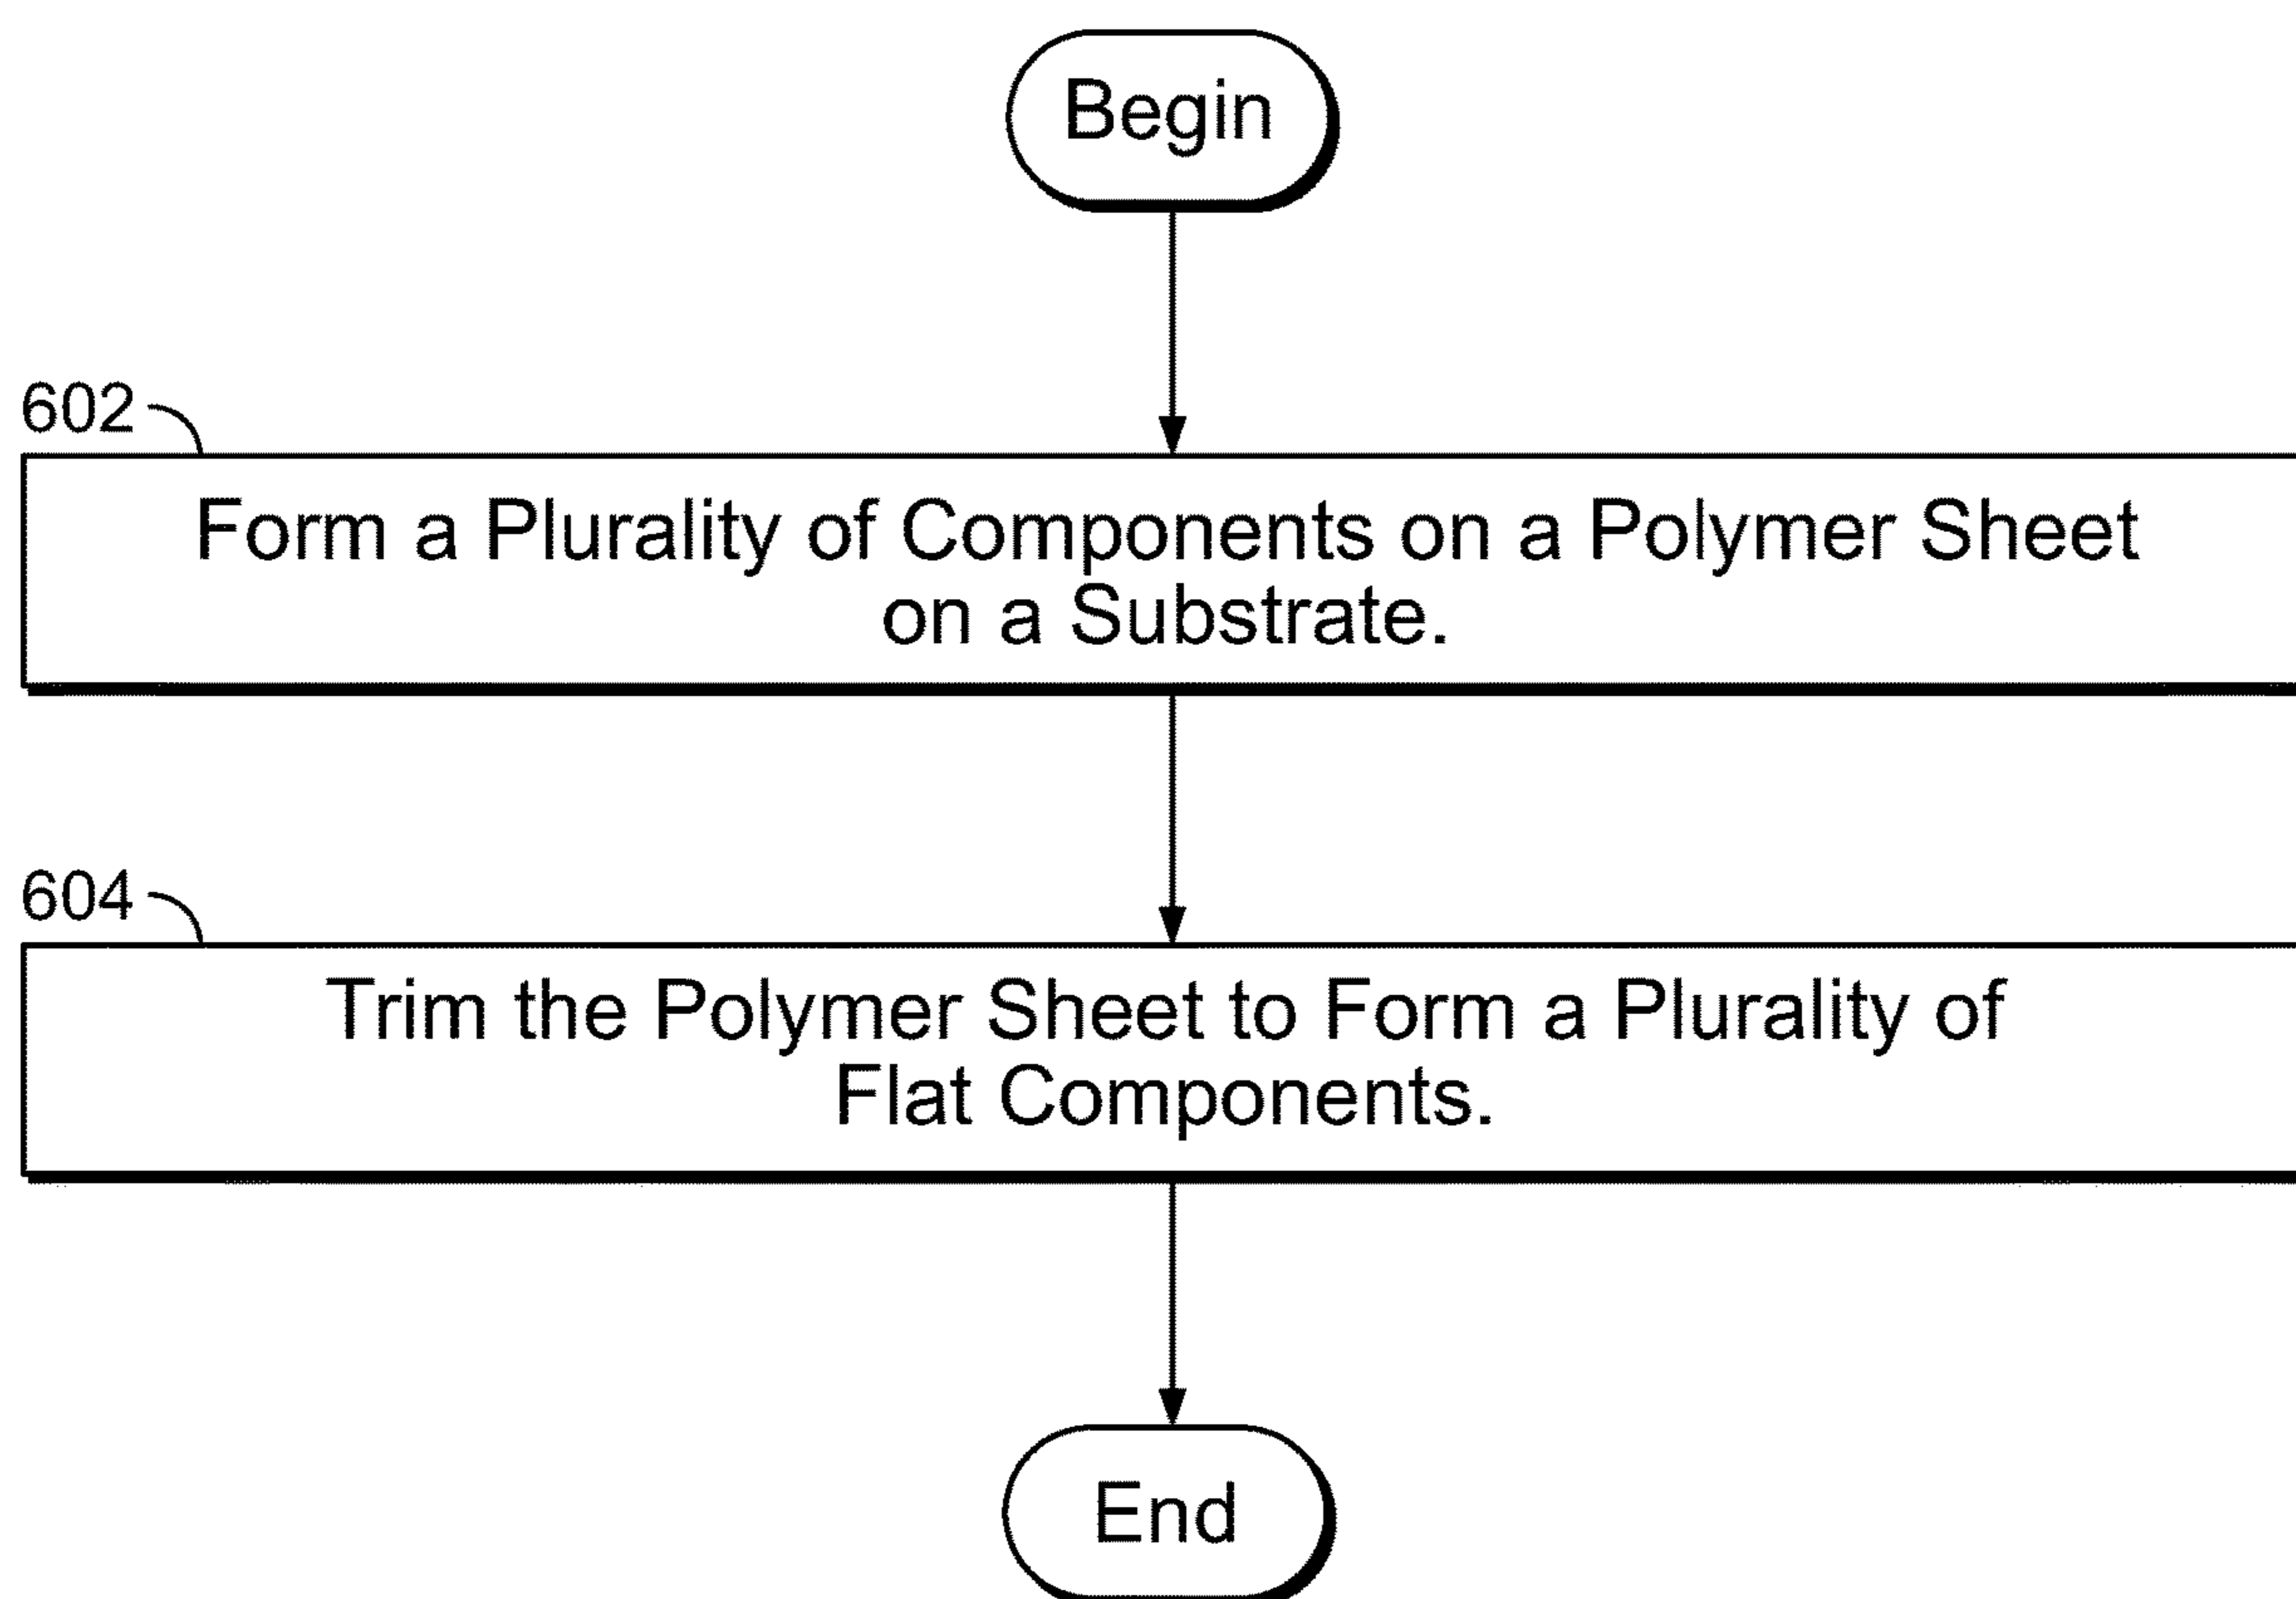 Begin
602
Form a Plurality of Components on a Polymer Sheet
on a Substrate.
604
Trim the Polymer Sheet to Form a Plurality of
Flat Components.
End